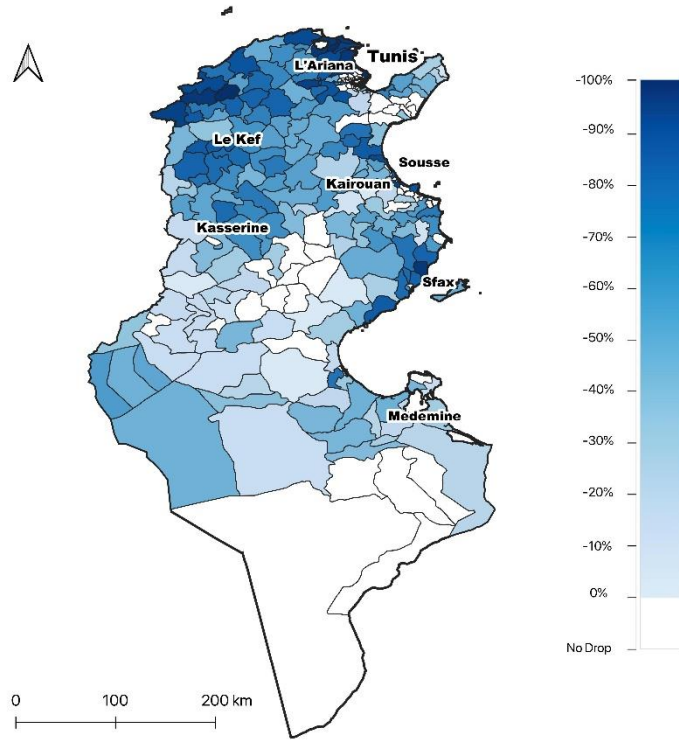 Tunis
L'Ariana
Le Kef
Sousse
Kairouan
Kasserine
Sfax
Medemine
-100%
-90%
-80%
-70%
-60%
-50%
-40%
-30%
-20%
-10%
0%
No Drop
0 100 200 km